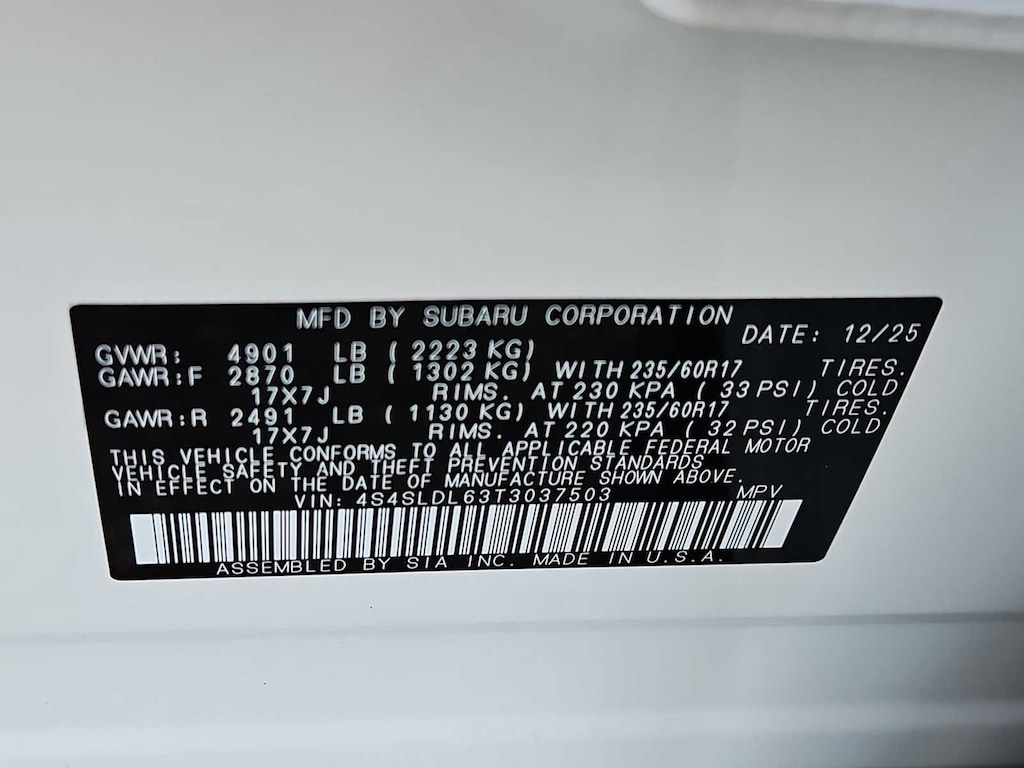 MFD BY SUBARU CORPORATION
DATE: 12/25
GVWR: 4901 LB (2223 KG)
GAWR:F 2870 LB (1302 KG) WITH 235/60R17 TIRES.
17X7J RIMS. AT 230 KPA (33 PSI) COLD
GAWR:R 2491 LB (1130 KG) WITH 235/60R17 TIRES.
17X7J RIMS. AT 220 KPA (32 PSI) COLD
THIS VEHICLE CONFORMS TO ALL APPLICABLE FEDERAL MOTOR
VEHICLE SAFETY AND THEFT PREVENTION STANDARDS
IN EFFECT ON THE DATE OF MANUFACTURE SHOWN ABOVE.
VIN: 4S4SLDL63T3037503 MPV
ASSEMBLED BY SIA INC. MADE IN U.S.A.